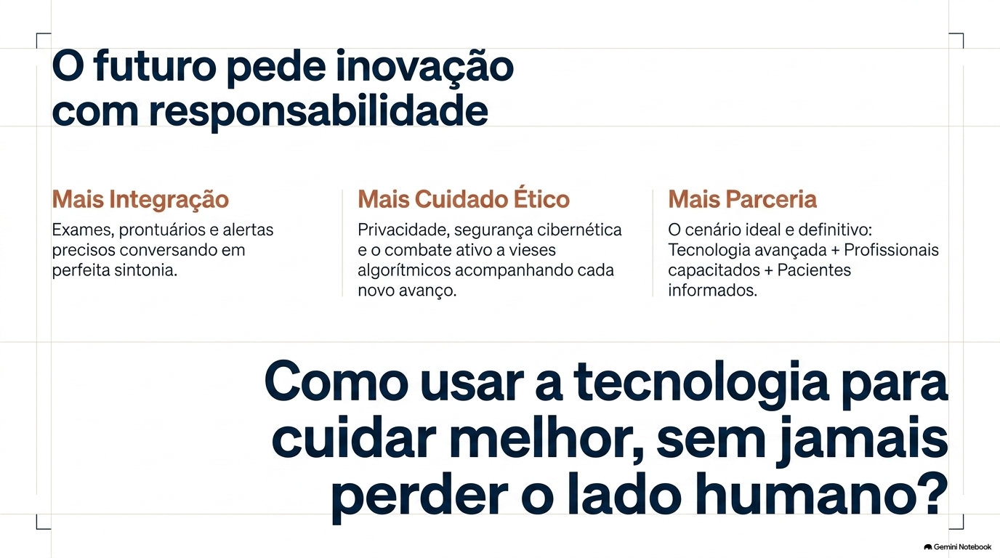 O futuro pede inovação
com responsabilidade
Mais Integração
Exames, prontuários e alertas
precisos conversando em
perfeita sintonia.
Mais Cuidado Ético
Privacidade, segurança cibernética
e o combate ativo a vieses
algorítmicos acompanhando cada
novo avanço.
Mais Parceria
O cenário ideal e definitivo:
Tecnologia avançada + Profissionais
capacitados + Pacientes
informados.
Como usar a tecnologia para
cuidar melhor, sem jamais
perder o lado humano?
Gemini Notebook